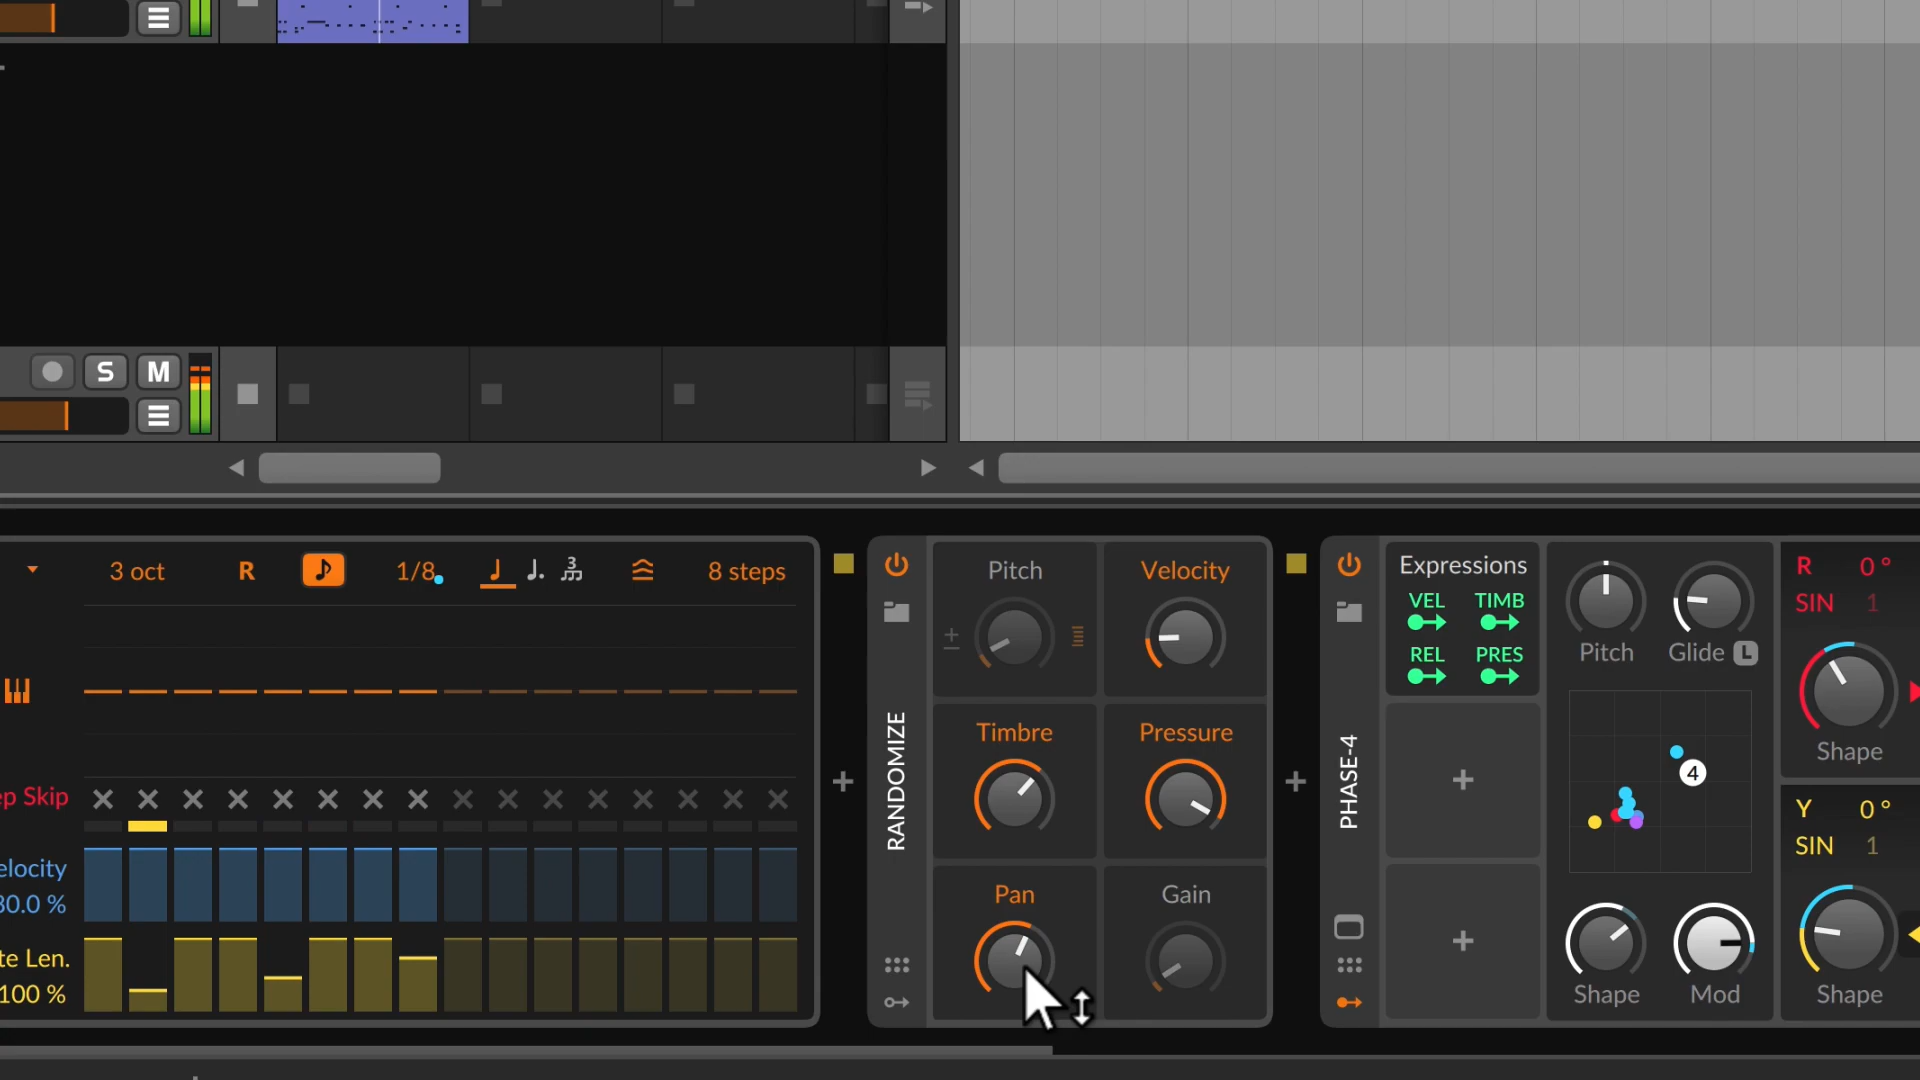 S M
3 oct R 1/8 3 8 steps
ep Skip
elocity
30.0 %
te Len.
100 %
RANDOMIZE
Pitch Velocity
Timbre Pressure
Pan Gain
PHASE-4
Expressions
VEL TIMB
REL PRES
Pitch Glide L
4
Shape Mod
R 0°
SIN 1
Shape
Y 0°
SIN 1
Shape